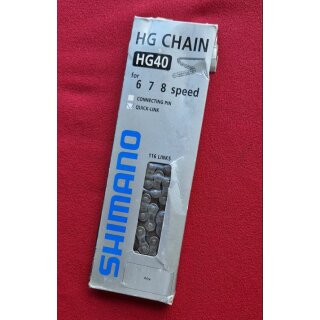 HG CHAIN
HG40
for
6 7 8 speed
CONNECTING PIN
QUICK-LINK
116 LINKS
SHIMANO